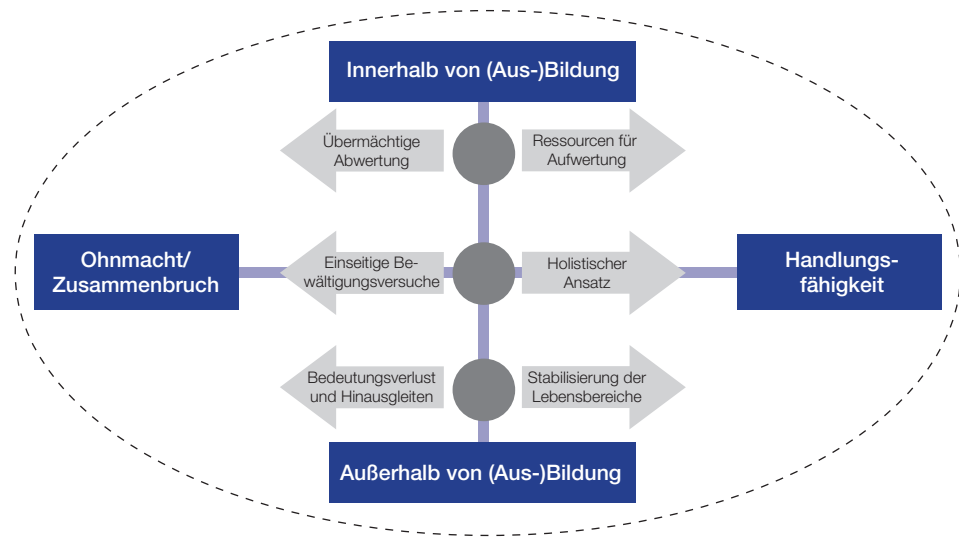 Innerhalb von (Aus-)Bildung
Übermächtige
Abwertung
Ressourcen für
Aufwertung
Ohnmacht/
Zusammenbruch
Einseitige Be-
wältigungsversuche
Holistischer
Ansatz
Handlungs-
fähigkeit
Bedeutungsverlust
und Hinausgleiten
Stabilisierung der
Lebensbereiche
Außerhalb von (Aus-)Bildung